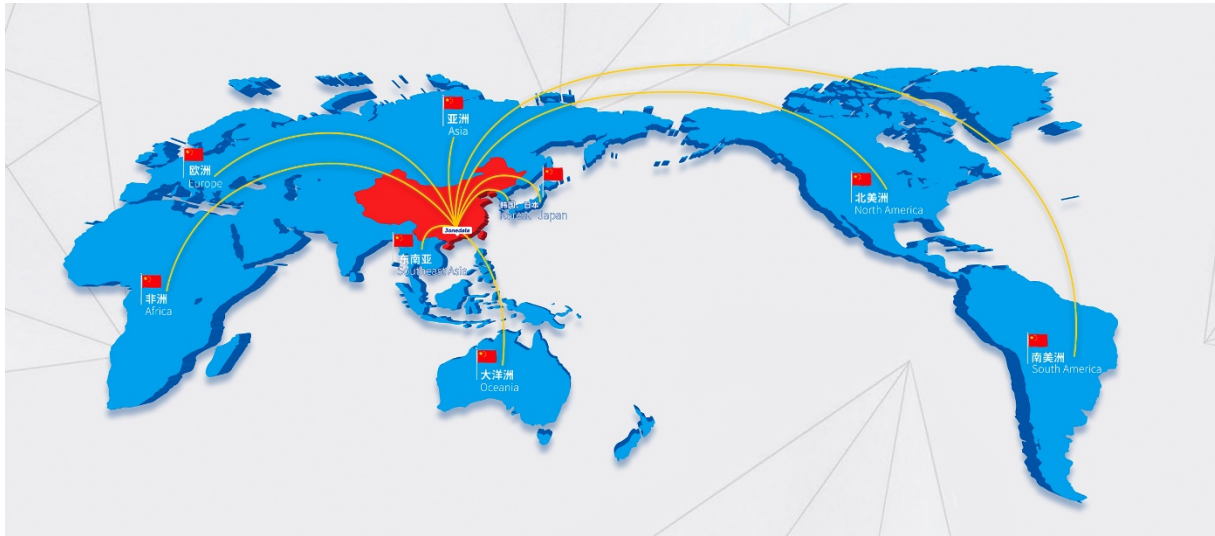 亚洲
Asia
欧洲
Europe
韩国、日本
Japan
北美洲
North America
东南亚
Southeast Asia
非洲
Africa
大洋洲
Oceania
南美洲
South America